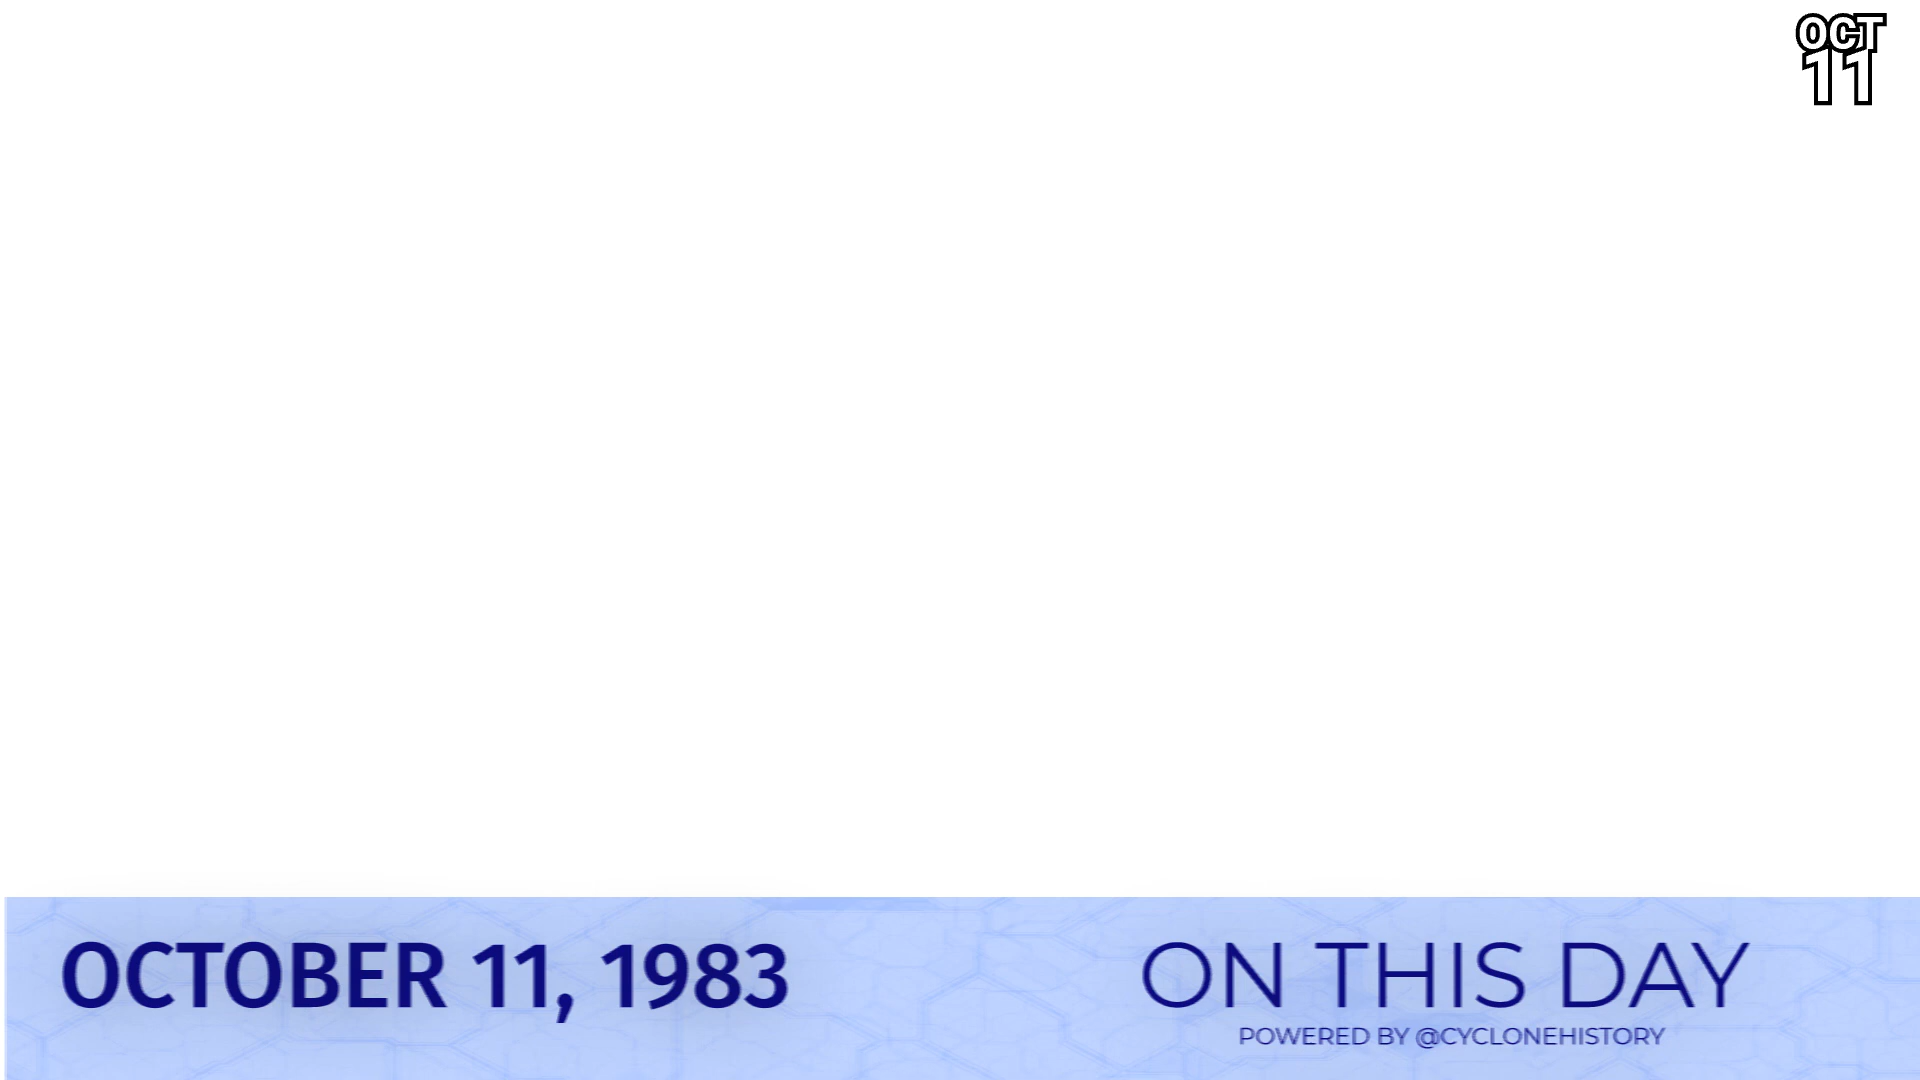 OCT
11
OCTOBER 11, 1983
ON THIS DAY
POWERED BY @CYCLONEHISTORY